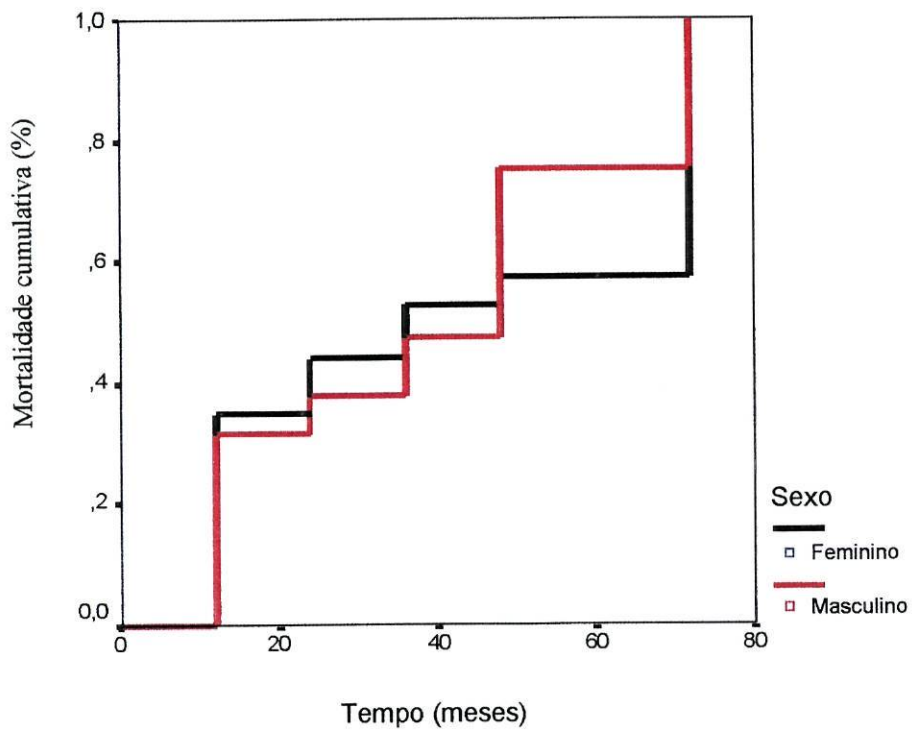 Mortalidade cumulativa (%)
1,0
,8
,6
,4
,2
0,0
0
20
40
60
80
Tempo (meses)
Sexo
Feminino
Masculino